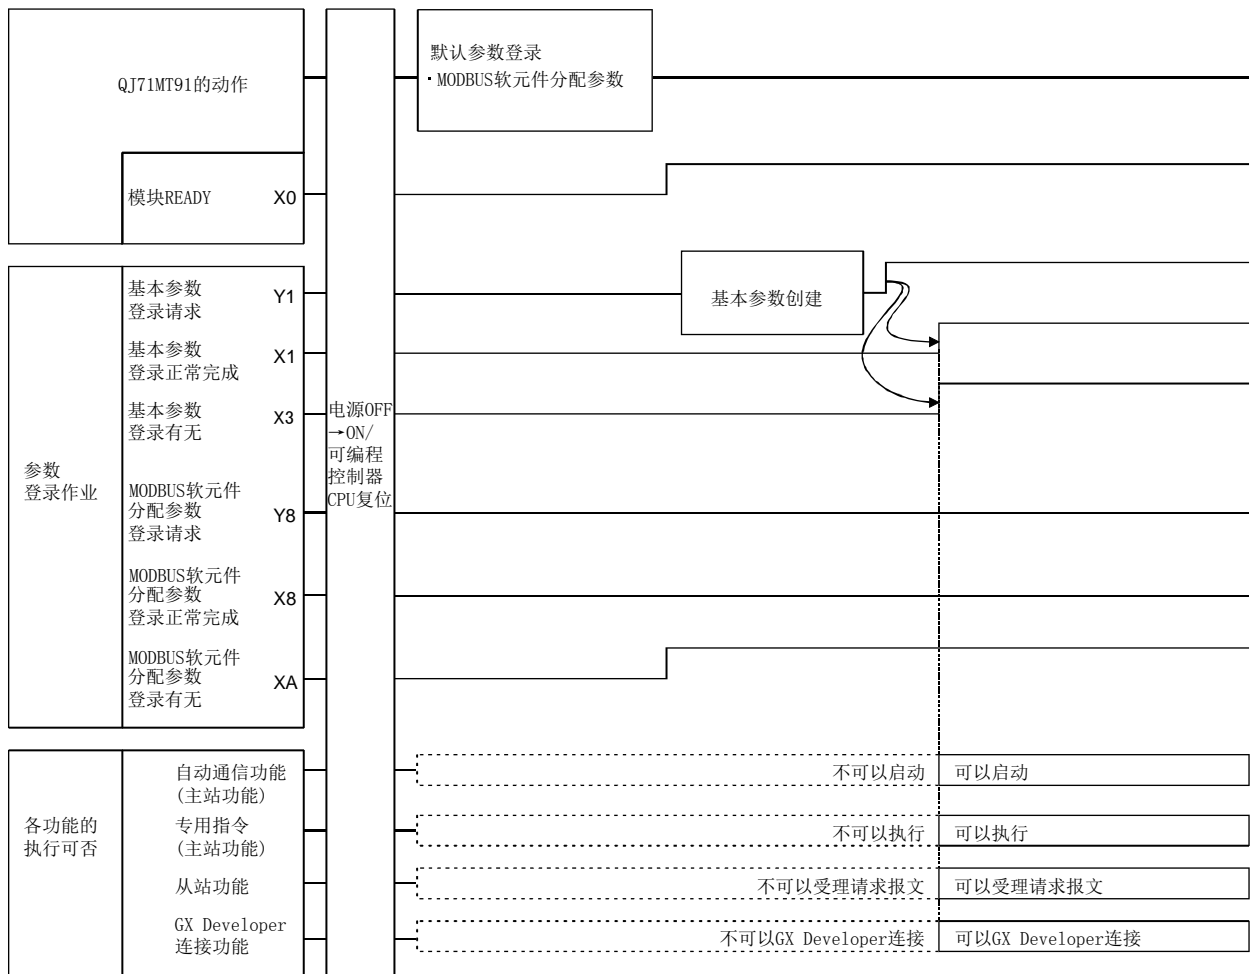 默认参数登录
·MODBUS软元件分配参数
QJ71MT91的动作
模块READY X0
基本参数
登录请求
Y1
基本参数创建
基本参数
登录正常完成
X1
基本参数
登录有无
X3
电源OFF
→ON/
可编程
控制器
CPU复位
参数
登录作业
MODBUS软元件
分配参数
登录请求
Y8
MODBUS软元件
分配参数
登录正常完成
X8
MODBUS软元件
分配参数
登录有无
XA
各功能的
执行可否
自动通信功能
(主站功能)
不可以启动 可以启动
专用指令
(主站功能)
不可以执行 可以执行
从站功能
不可以受理请求报文 可以受理请求报文
GX Developer
连接功能
不可以GX Developer连接 可以GX Developer连接